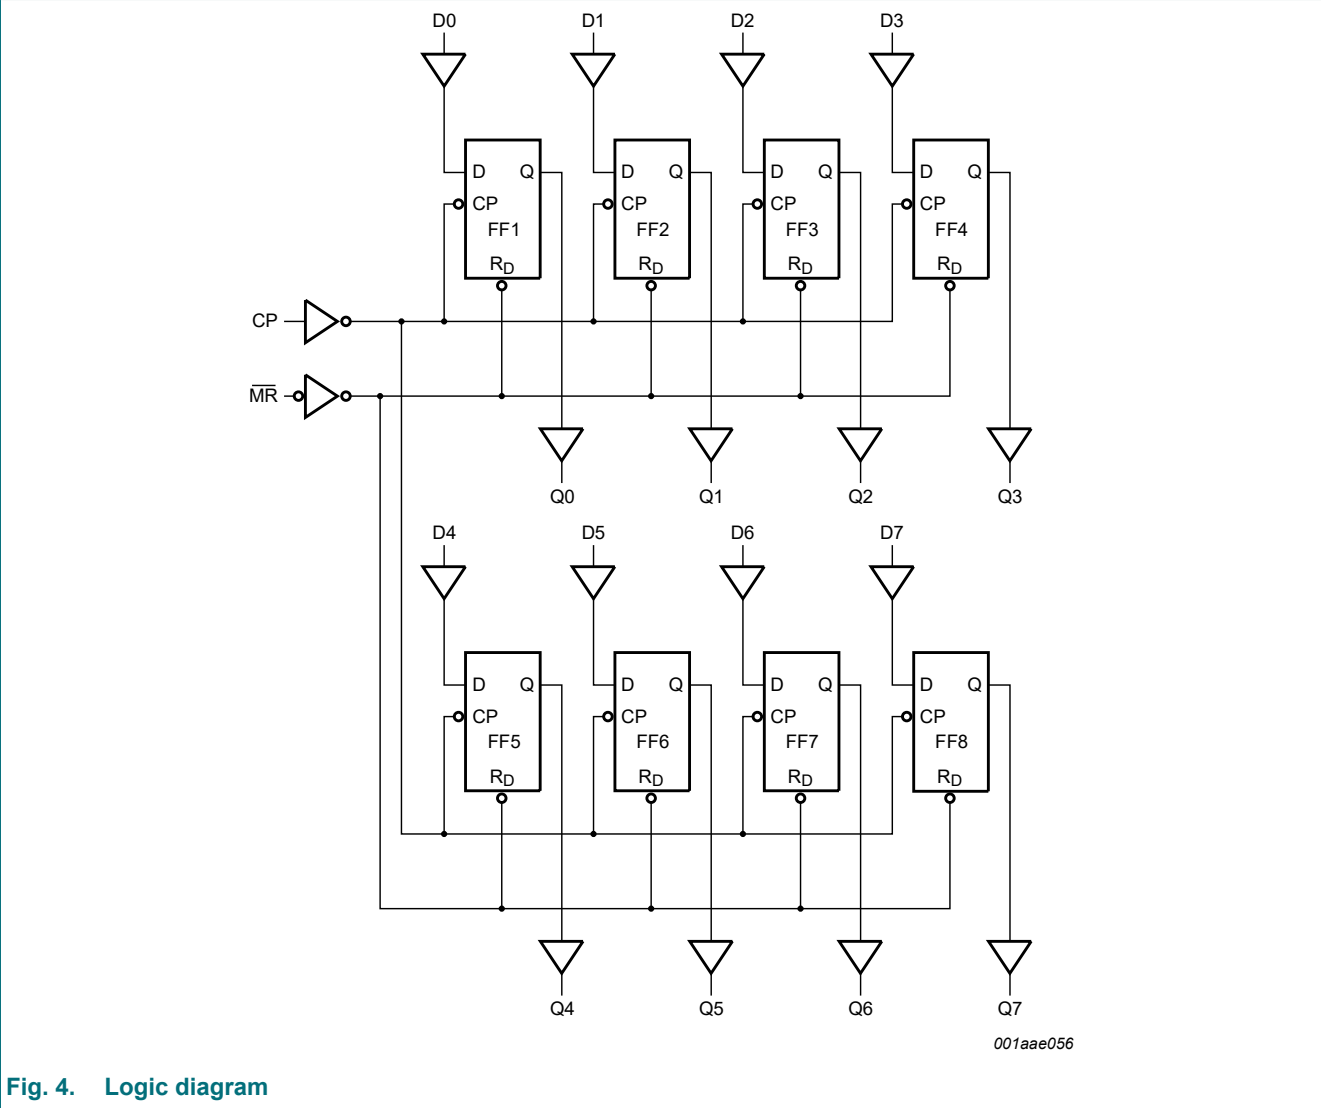 D0 D1 D2 D3
D Q D Q D Q D Q
CP CP CP CP
FF1 FF2 FF3 FF4
RD RD RD RD
CP
M̅R̅
Q0 Q1 Q2 Q3
D4 D5 D6 D7
D Q D Q D Q D Q
CP CP CP CP
FF5 FF6 FF7 FF8
RD RD RD RD
Q4 Q5 Q6 Q7
001aae056
Fig. 4. Logic diagram